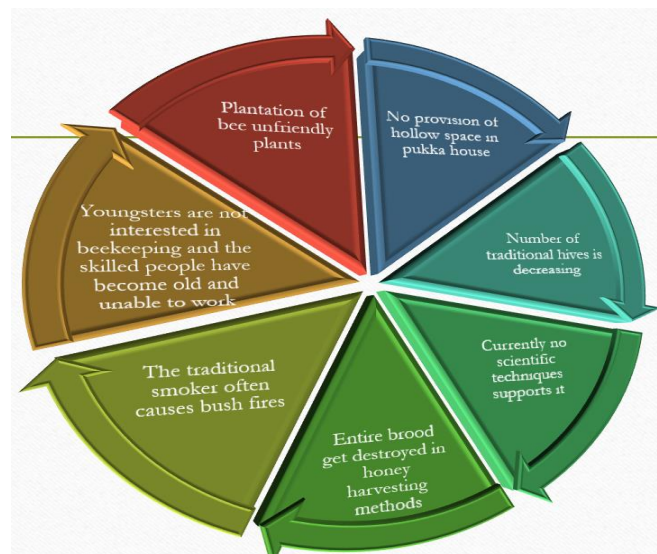 No provision of
hollow space in
pukka house
Number of
traditional hives is
decreasing
Currently no
scientific
techniques
supports it
Entire brood
get destroyed in
honey
harvesting
methods
The traditional
smoker often
causes bush fires
Youngsters are not
interested in
beekeeping and the
skilled people have
become old and
unable to work
Plantation of
bee unfriendly
plants